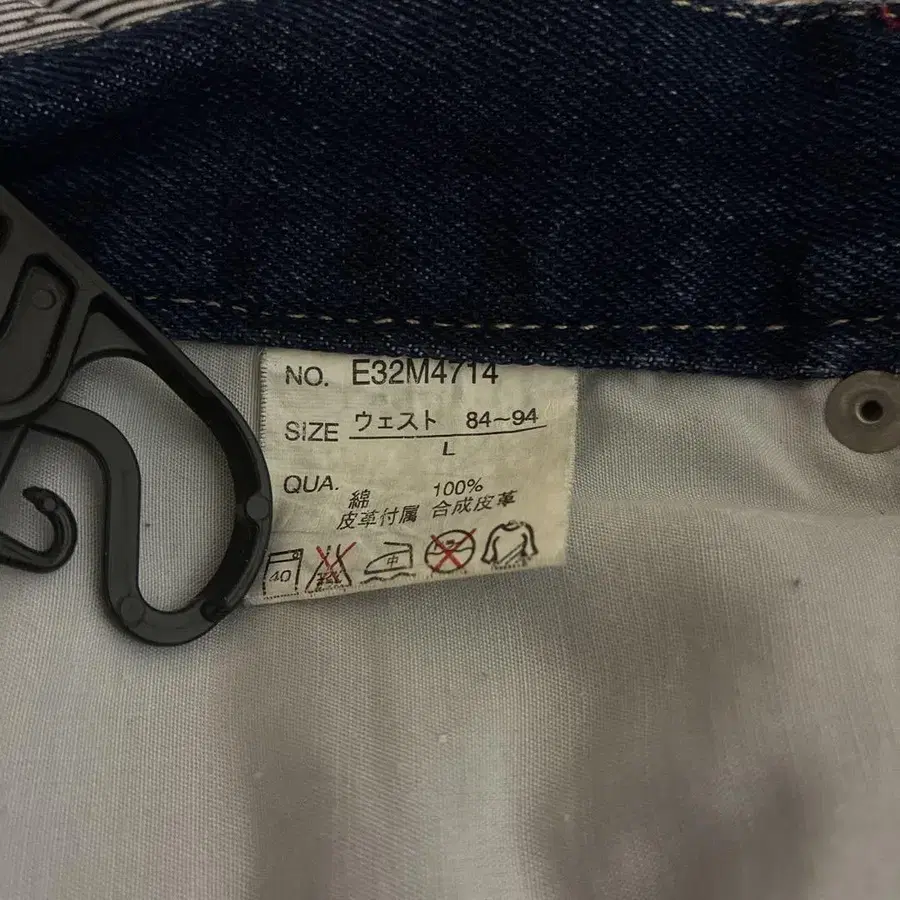 NO. E32M4714
SIZE ウェスト 84~94
L
QUA. 綿 100%
皮革付属 合成皮革
40 中